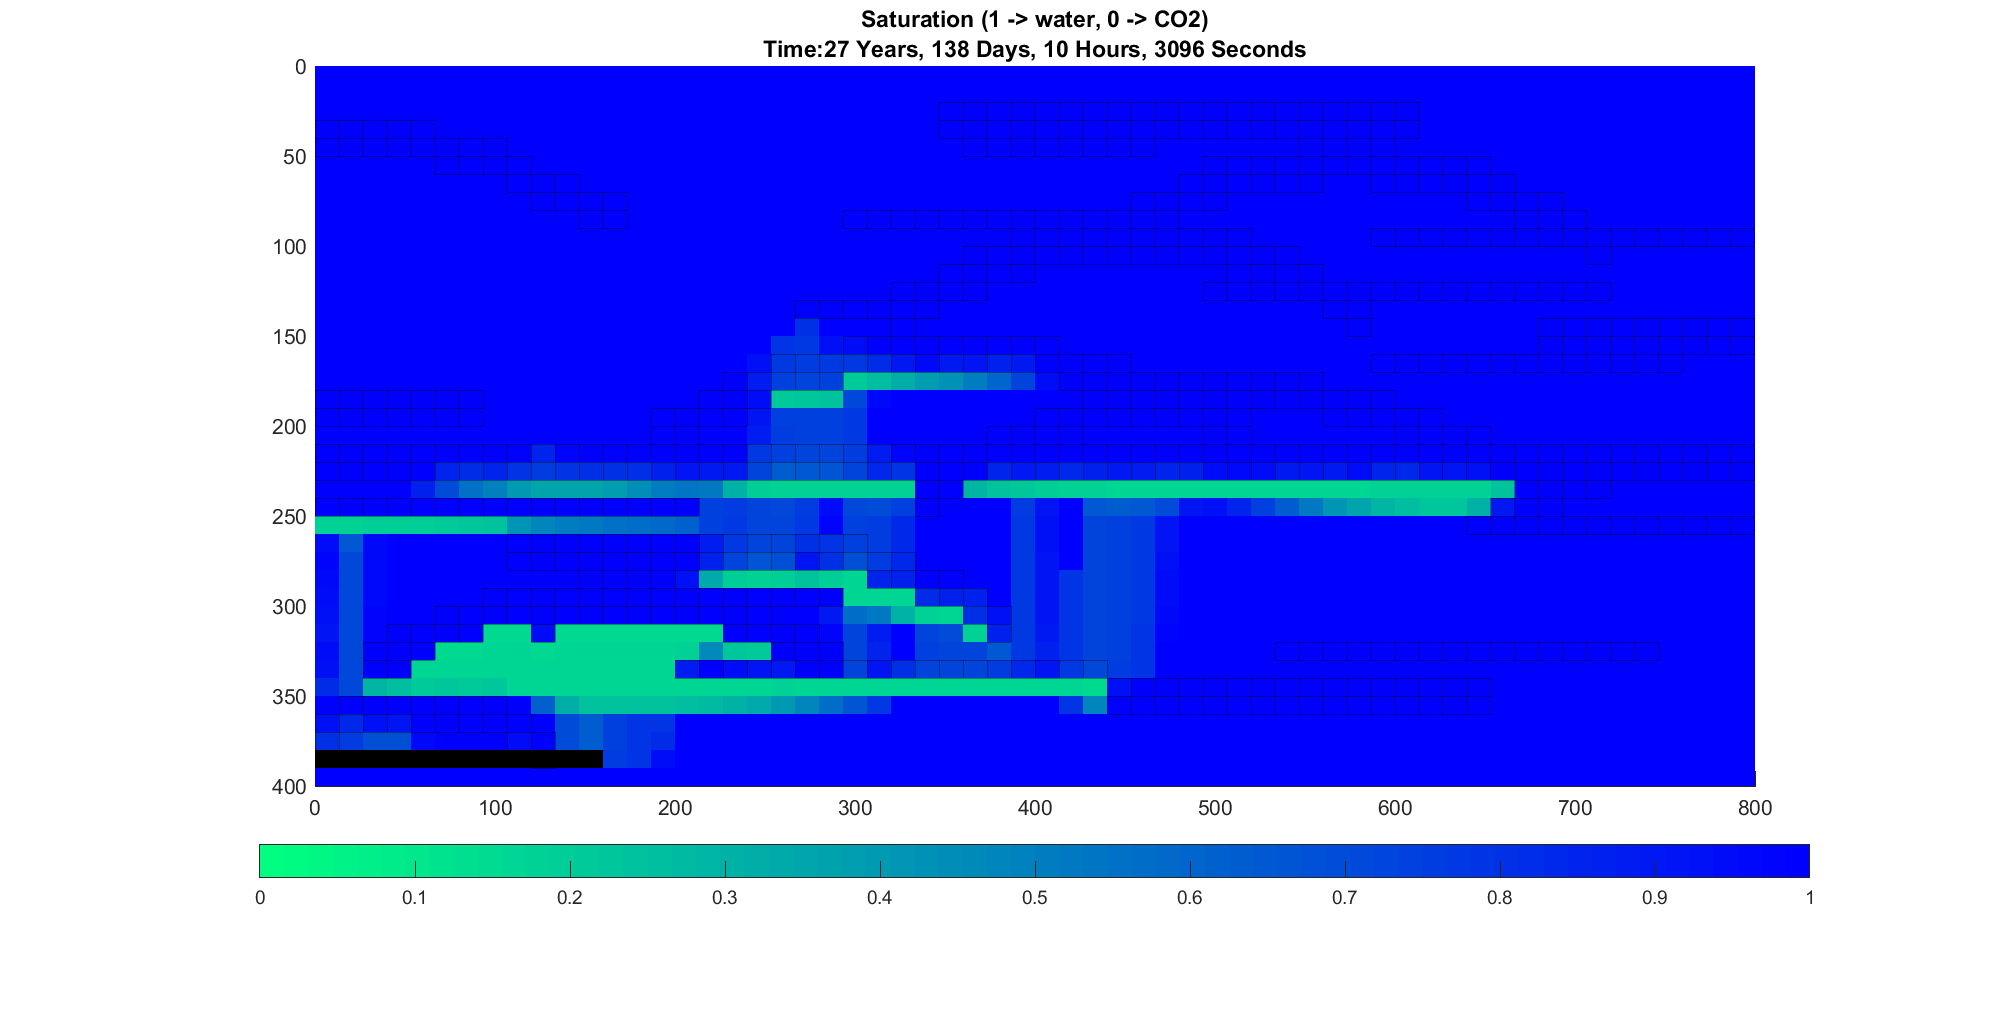 Saturation (1 -> water, 0 -> CO2)
Time:27 Years, 138 Days, 10 Hours, 3096 Seconds
0
50
100
150
200
250
300
350
400
0 100 200 300 400 500 600 700 800
0 0.1 0.2 0.3 0.4 0.5 0.6 0.7 0.8 0.9 1